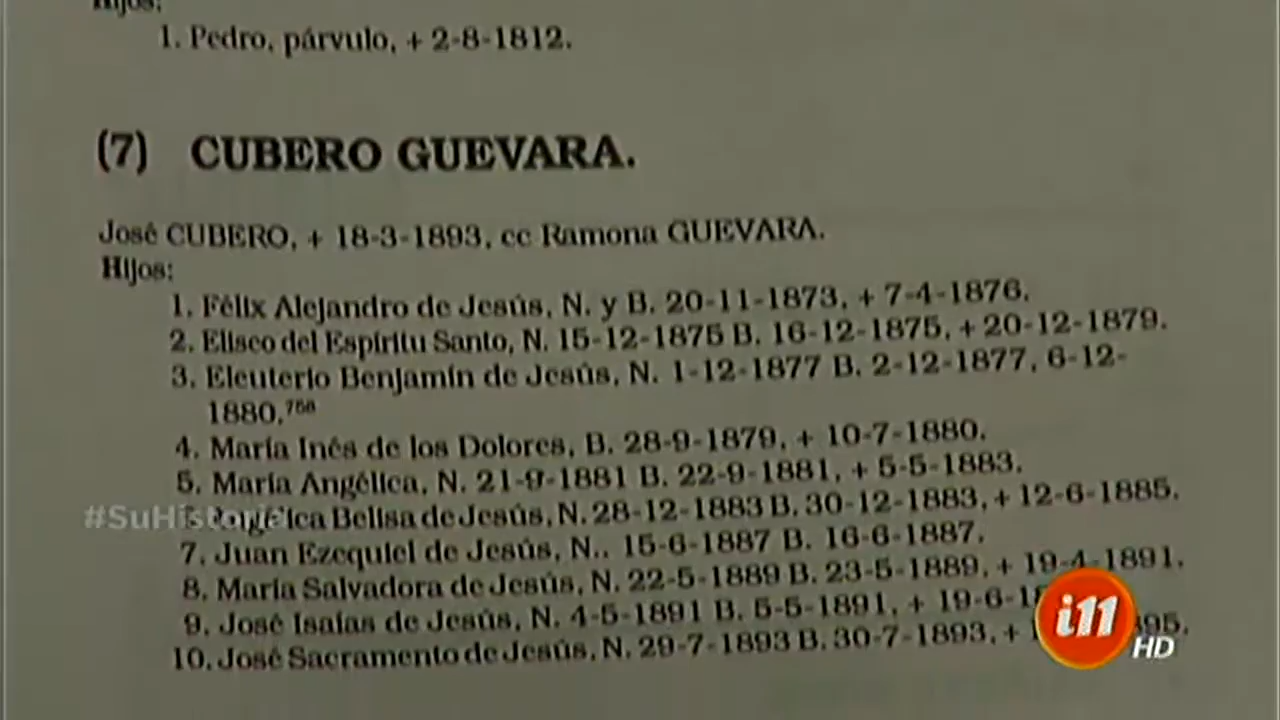 Hijos:
1. Pedro, párvulo, + 2-8-1812.
(7) CUBERO GUEVARA.
José CUBERO, + 18-3-1893, cc Ramona GUEVARA.
Hijos:
1. Félix Alejandro de Jesús, N. y B. 20-11-1873, + 7-4-1876.
2. Eliseo del Espíritu Santo, N. 15-12-1875 B. 16-12-1875, + 20-12-1879.
3. Eleuterio Benjamín de Jesús, N. 1-12-1877 B. 2-12-1877, 6-12-
1880.
4. María Inés de los Dolores, B. 28-9-1879, + 10-7-1880.
5. María Angélica, N. 21-9-1881 B. 22-9-1881, + 5-5-1883.
#SuHistoria
Angélica Belisa de Jesús, N. 28-12-1883 B. 30-12-1883, + 12-6-1885.
7. Juan Ezequiel de Jesús, N.. 15-6-1887 B. 16-6-1887.
8. María Salvadora de Jesús, N. 22-5-1889 B. 23-5-1889, + 19-4-1891.
9. José Isaías de Jesús, N. 4-5-1891 B. 5-5-1891, + 19-6-
10. José Sacramento de Jesús, N. 29-7-1893 B. 30-7-1893, +
i11
HD